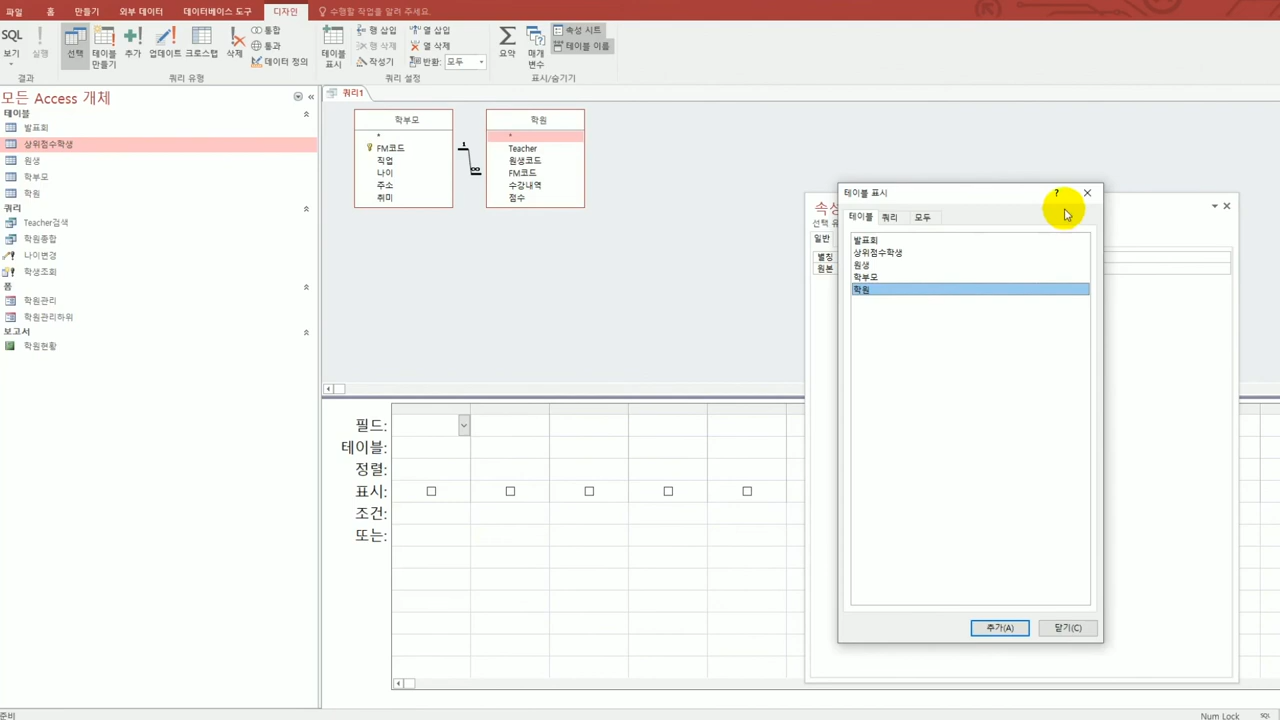 파일 홈 만들기 외부 데이터 데이터베이스 도구 디자인 수행할 작업을 알려 주세요.
SQL
보기
실행
결과
선택
테이블
만들기
추가
업데이트
크로스탭
삭제
통합
통과
데이터 정의
쿼리 유형
테이블
표시
행 삽입
행 삭제
작성기
열 삽입
열 삭제
반환: 모두
쿼리 설정
요약
매개
변수
속성 시트
테이블 이름
표시/숨기기
모든 Access 개체
테이블
발표회
상위점수학생
원생
학부모
학원
쿼리
Teacher검색
학원종합
나이변경
학생조회
폼
학원관리
학원관리하위
보고서
학원현황
쿼리1
학부모
*
FM코드
직업
나이
주소
취미
1
∞
학원
*
Teacher
원생코드
FM코드
수강내역
점수
필드:
테이블:
정렬:
표시:
조건:
또는:
일반
별칭
원본
테이블 표시
?
테이블 쿼리 모두
발표회
상위점수학생
원생
학부모
학원
추가(A) 닫기(C)
준비
Num Lock SQL